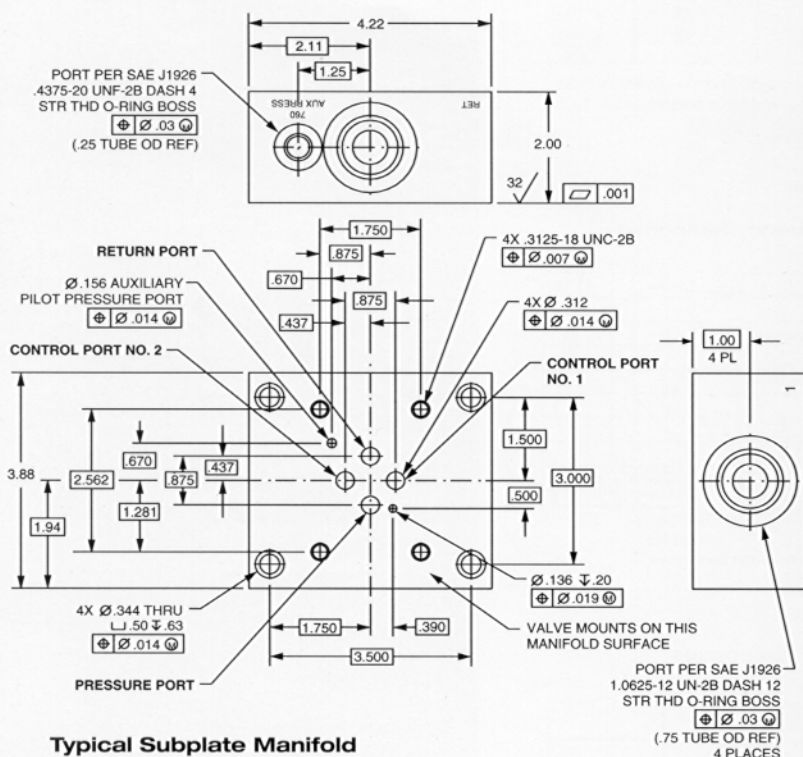 4.22
2.11
1.25
PORT PER SAE J1926
.4375-20 UNF-2B DASH 4
STR THD O-RING BOSS
⌖ Ø .03 Ⓜ
(.25 TUBE OD REF)
760
AUX PRESS
RET
2.00
32
⏥ .001
1.750
.875
.670
.875
.437
RETURN PORT
Ø.156 AUXILIARY
PILOT PRESSURE PORT
⌖ Ø .014 Ⓜ
CONTROL PORT NO. 2
4X .3125-18 UNC-2B
⌖ Ø .007 Ⓜ
4X Ø .312
⌖ Ø .014 Ⓜ
CONTROL PORT
NO. 1
1.00
4 PL
1
3.88
1.94
2.562
.670
1.281
.875
.437
1.500
.500
3.000
4X Ø.344 THRU
⌴ .50 ↧ .63
⌖ Ø .014 Ⓜ
1.750
.390
3.500
Ø.136 ↧ .20
⌖ Ø .019 Ⓜ
VALVE MOUNTS ON THIS
MANIFOLD SURFACE
PRESSURE PORT
PORT PER SAE J1926
1.0625-12 UN-2B DASH 12
STR THD O-RING BOSS
⌖ Ø .03 Ⓜ
(.75 TUBE OD REF)
4 PLACES
Typical Subplate Manifold